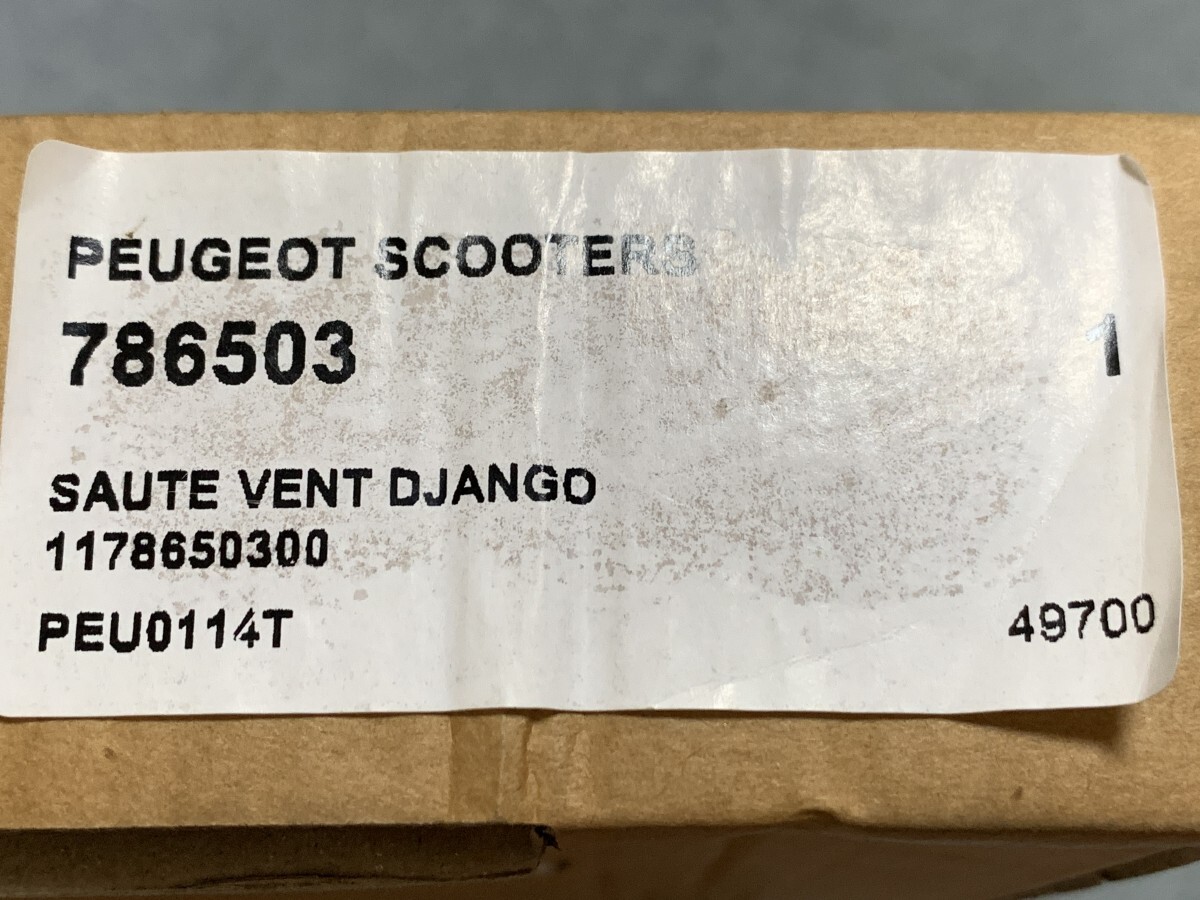 PEUGEOT SCOOTERS
786503 1
SAUTE VENT DJANGO
1178650300
PEU0114T 49700